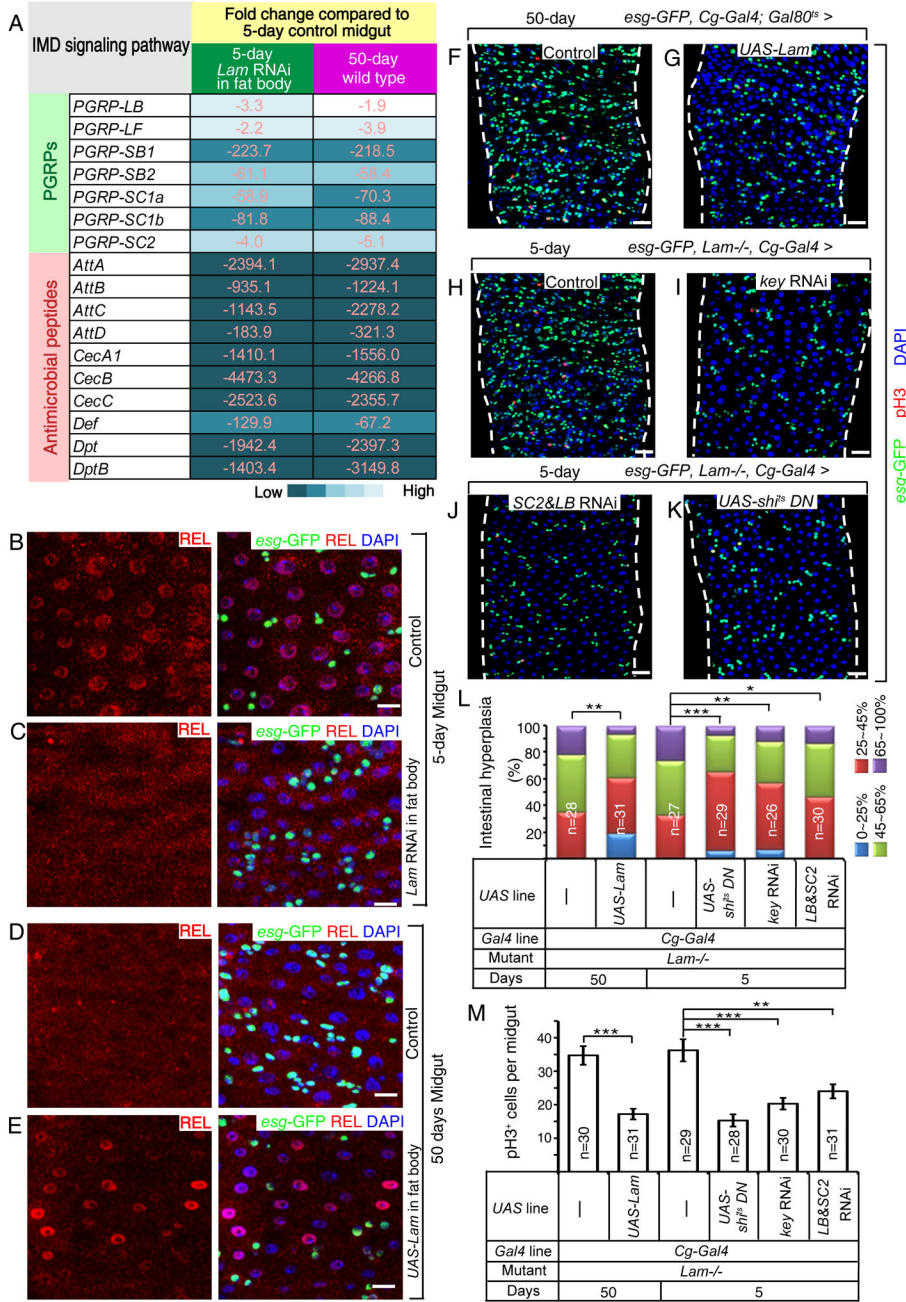 A
IMD signaling pathway
Fold change compared to
5-day control midgut
5-day
Lam RNAi
in fat body
50-day
wild type
PGRPs
PGRP-LB -3.3 -1.9
PGRP-LF -2.2 -3.9
PGRP-SB1 -223.7 -218.5
PGRP-SB2
PGRP-SC1a -56.9 -70.3
PGRP-SC1b -81.8 -88.4
PGRP-SC2 -4.0 -5.1
Antimicrobial peptides
AttA -2394.1 -2937.4
AttB -935.1 -1224.1
AttC -1143.5 -2278.2
AttD -183.9 -321.3
CecA1 -1410.1 -1556.0
CecB -4473.3 -4266.8
CecC -2523.6 -2355.7
Def -129.9 -67.2
Dpt -1942.4 -2397.3
DptB -1403.4 -3149.8
Low High
B
REL
esg-GFP REL DAPI
Control
C
REL
esg-GFP REL DAPI
Lam RNAi in fat body
5-day Midgut
D
REL
esg-GFP REL DAPI
Control
E
REL
esg-GFP REL DAPI
UAS-Lam in fat body
50 days Midgut
50-day esg-GFP, Cg-Gal4; Gal80ts >
F
Control
G
UAS-Lam
5-day esg-GFP, Lam-/-, Cg-Gal4 >
H
Control
I
key RNAi
5-day esg-GFP, Lam-/-, Cg-Gal4 >
J
SC2&LB RNAi
K
UAS-shits DN
esg-GFP pH3 DAPI
L
Intestinal hyperplasia
(%)
100
80
60
40
20
** *** ** *
n=28 n=31 n=27 n=29 n=26 n=30
0~25% 25~45%
45~65% 65~100%
UAS line — UAS-Lam — UAS-shits DN key RNAi LB&SC2 RNAi
Gal4 line Cg-Gal4
Mutant Lam-/-
Days 50 5
M
pH3+ cells per midgut
40
35
25
15
5
*** *** *** **
n=30 n=31 n=29 n=28 n=30 n=31
UAS line — UAS-Lam — UAS-shits DN key RNAi LB&SC2 RNAi
Gal4 line Cg-Gal4
Mutant Lam-/-
Days 50 5